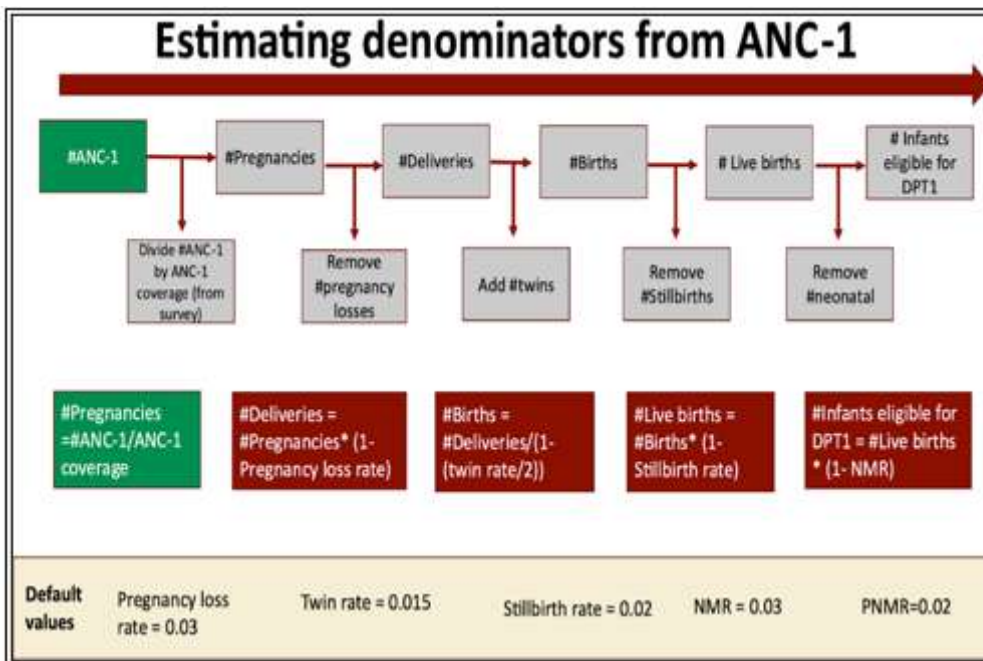 Estimating denominators from ANC-1
#ANC-1
#Pregnancies
#Deliveries
#Births
# Live births
# Infants
eligible for
DPT1
Divide #ANC-1
by ANC-1
coverage (from
survey)
Remove
#pregnancy
losses
Add #twins
Remove
#Stillbirths
Remove
#neonatal
#Pregnancies
=#ANC-1/ANC-1
coverage
#Deliveries =
#Pregnancies* (1-
Pregnancy loss rate)
#Births =
#Deliveries/(1-
(twin rate/2))
#Live births =
#Births* (1-
Stillbirth rate)
#Infants eligible for
DPT1 = #Live births
* (1- NMR)
Default
values
Pregnancy loss
rate = 0.03
Twin rate = 0.015
Stillbirth rate = 0.02
NMR = 0.03
PNMR=0.02